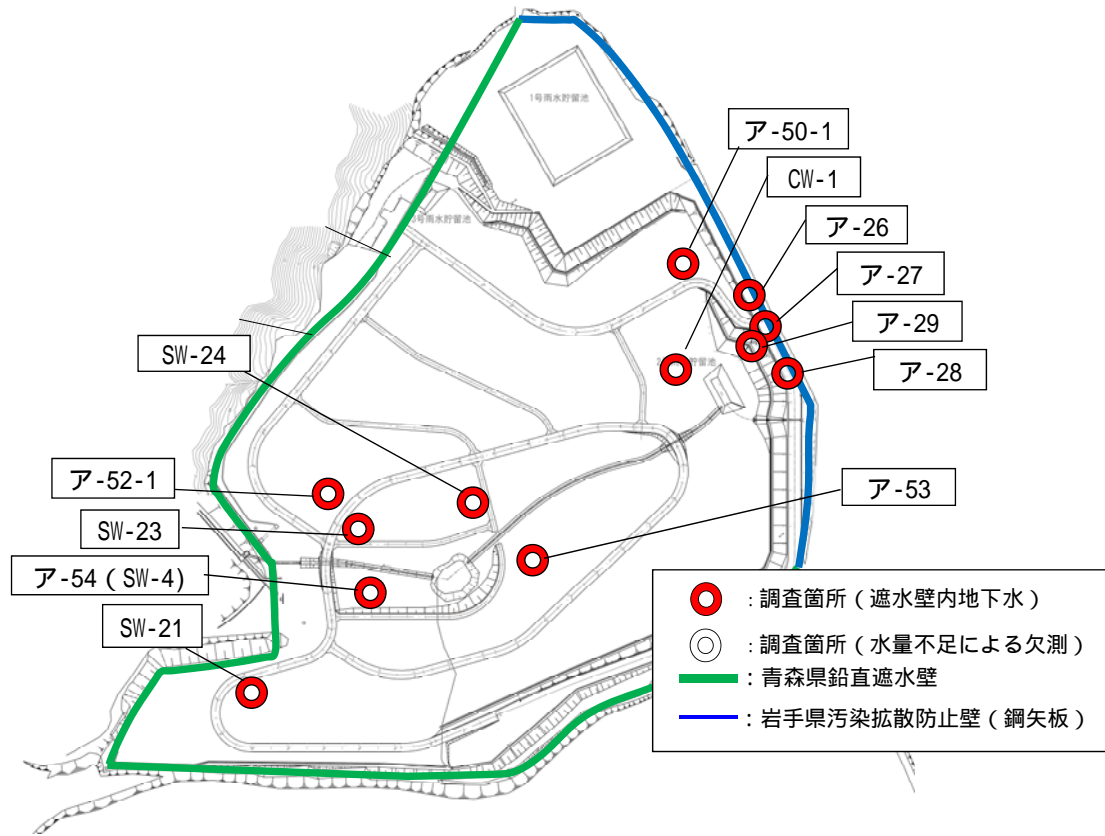 1号雨水貯留池
ア-50-1
CW-1
ア-26
ア-27
ア-29
ア-28
SW-24
ア-52-1
SW-23
ア-53
ア-54(SW-4)
SW-21
:調査箇所(遮水壁内地下水)
:調査箇所(水量不足による欠測)
:青森県鉛直遮水壁
:岩手県汚染拡散防止壁(鋼矢板)